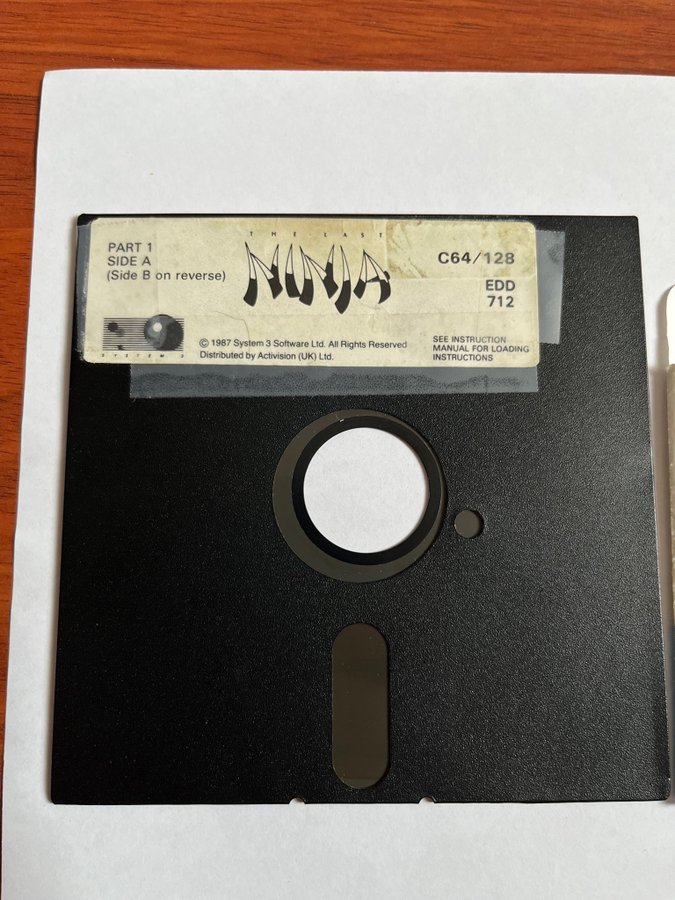 THE LAST
NINJA
PART 1
SIDE A
(Side B on reverse)
C64/128
EDD
712
SYSTEM 3
© 1987 System 3 Software Ltd. All Rights Reserved
Distributed by Activision (UK) Ltd.
SEE INSTRUCTION
MANUAL FOR LOADING
INSTRUCTIONS